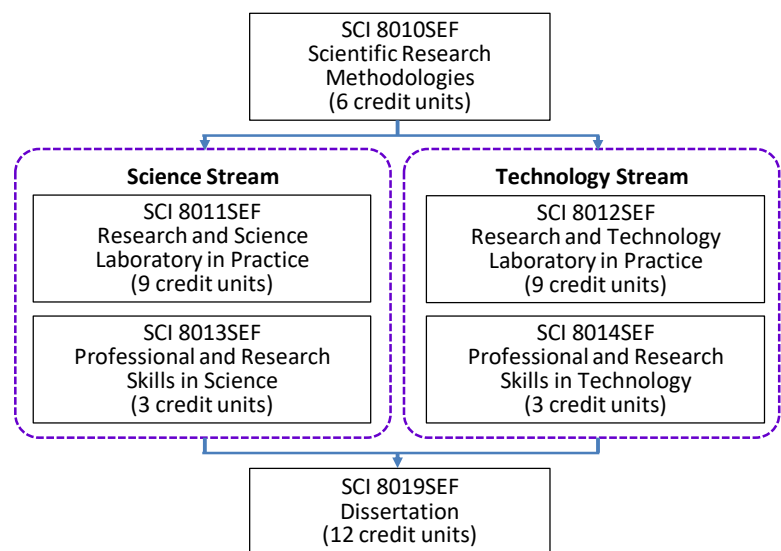 SCI 8010SEF
Scientific Research
Methodologies
(6 credit units)
Science Stream
SCI 8011SEF
Research and Science
Laboratory in Practice
(9 credit units)
SCI 8013SEF
Professional and Research
Skills in Science
(3 credit units)
Technology Stream
SCI 8012SEF
Research and Technology
Laboratory in Practice
(9 credit units)
SCI 8014SEF
Professional and Research
Skills in Technology
(3 credit units)
SCI 8019SEF
Dissertation
(12 credit units)